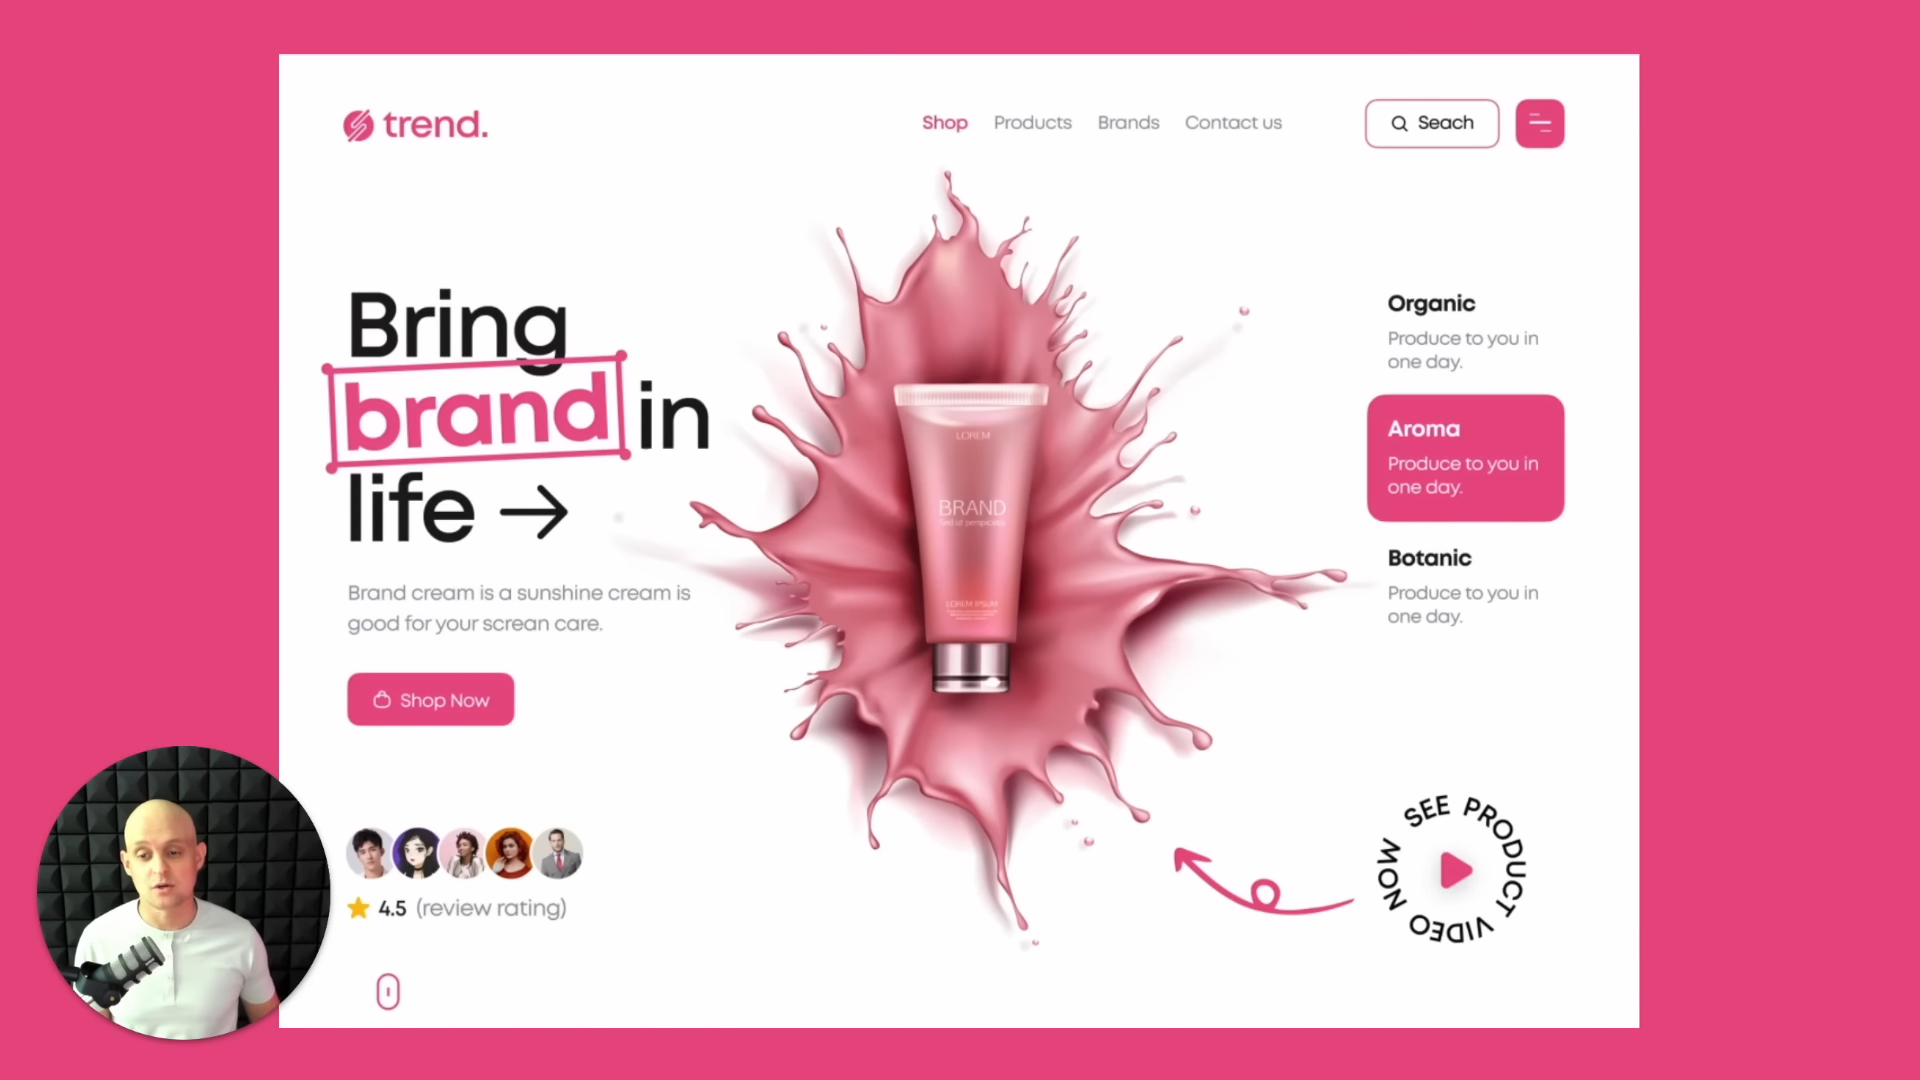 trend.
Shop Products Brands Contact us
Seach
Bring
brand in
life →
Brand cream is a sunshine cream is
good for your screan care.
Shop Now
4.5 (review rating)
LOREM
BRAND
Sed ut perspiciatis
LOREM IPSUM
Organic
Produce to you in
one day.
Aroma
Produce to you in
one day.
Botanic
Produce to you in
one day.
SEE PRODUCT VIDEO NOW